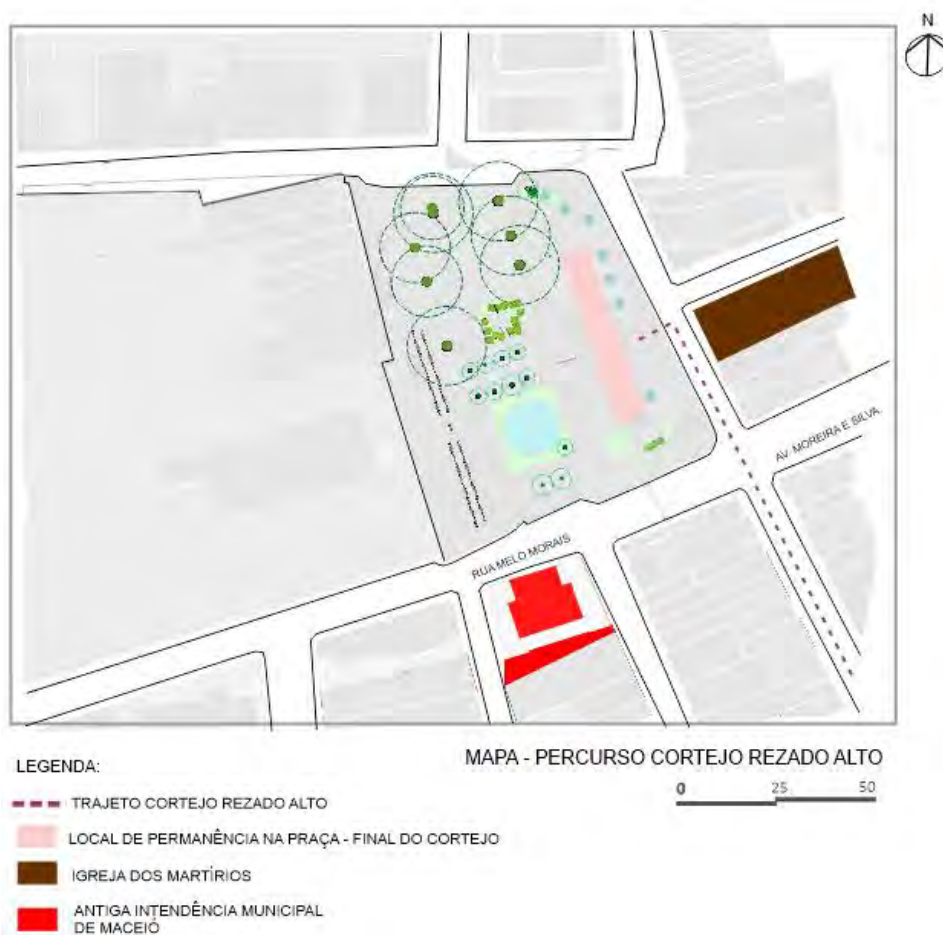 N
AV. MOREIRA E SILVA
RUA MELO MORAIS
MAPA - PERCURSO CORTEJO REZADO ALTO
0 25 50
LEGENDA:
TRAJETO CORTEJO REZADO ALTO
LOCAL DE PERMANÊNCIA NA PRAÇA - FINAL DO CORTEJO
IGREJA DOS MARTÍRIOS
ANTIGA INTENDÊNCIA MUNICIPAL
DE MACEIÓ